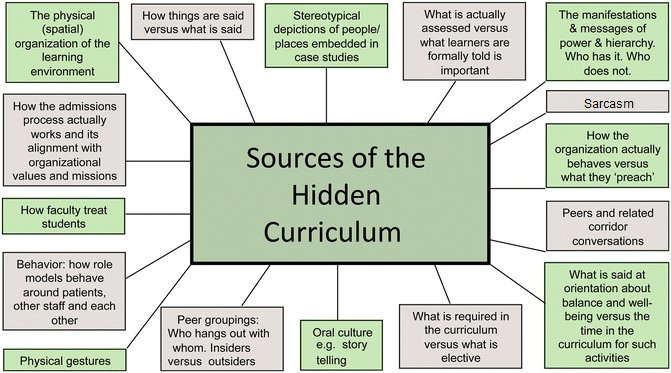 The physical
(spatial)
organization of the
learning
environment
How things are said
versus what is said
Stereotypical
depictions of people/
places embedded in
case studies
What is actually
assessed versus
what learners are
formally told is
important
The manifestations
& messages of
power & hierarchy.
Who has it. Who
does not.
How the admissions
process actually
works and its
alignment with
organizational
values and missions
Sarcasm
Sources of the
Hidden
Curriculum
How the
organization actually
behaves versus
what they ‘preach’
How faculty treat
students
Peers and related
corridor
conversations
Behavior: how role
models behave
around patients,
other staff and each
other
What is said at
orientation about
balance and well-
being versus the
time in the
curriculum for such
activities
Physical gestures
Peer groupings:
Who hangs out with
whom. Insiders
versus outsiders
Oral culture
e.g. story
telling
What is required in
the curriculum
versus what is
elective